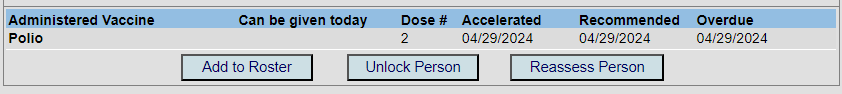 Administered Vaccine Can be given today Dose # Accelerated Recommended Overdue
Polio 2 04/29/2024 04/29/2024 04/29/2024
Add to Roster Unlock Person Reassess Person